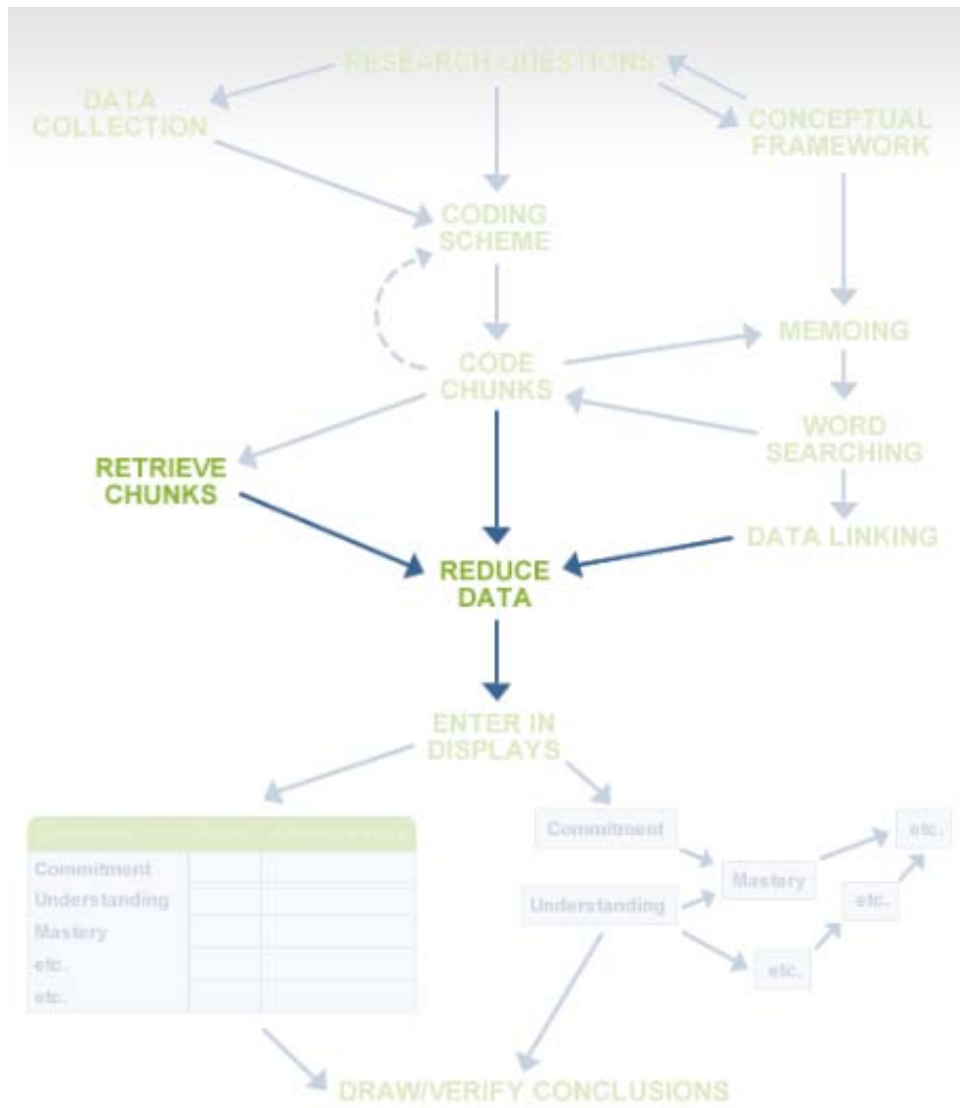 RESEARCH QUESTIONS
DATA
COLLECTION
CONCEPTUAL
FRAMEWORK
CODING
SCHEME
MEMOING
CODE
CHUNKS
WORD
SEARCHING
RETRIEVE
CHUNKS
DATA LINKING
REDUCE
DATA
ENTER IN
DISPLAYS
Commitment
Understanding
Mastery
etc.
etc.
Commitment
etc.
Mastery
etc.
Understanding
etc.
DRAW/VERIFY CONCLUSIONS